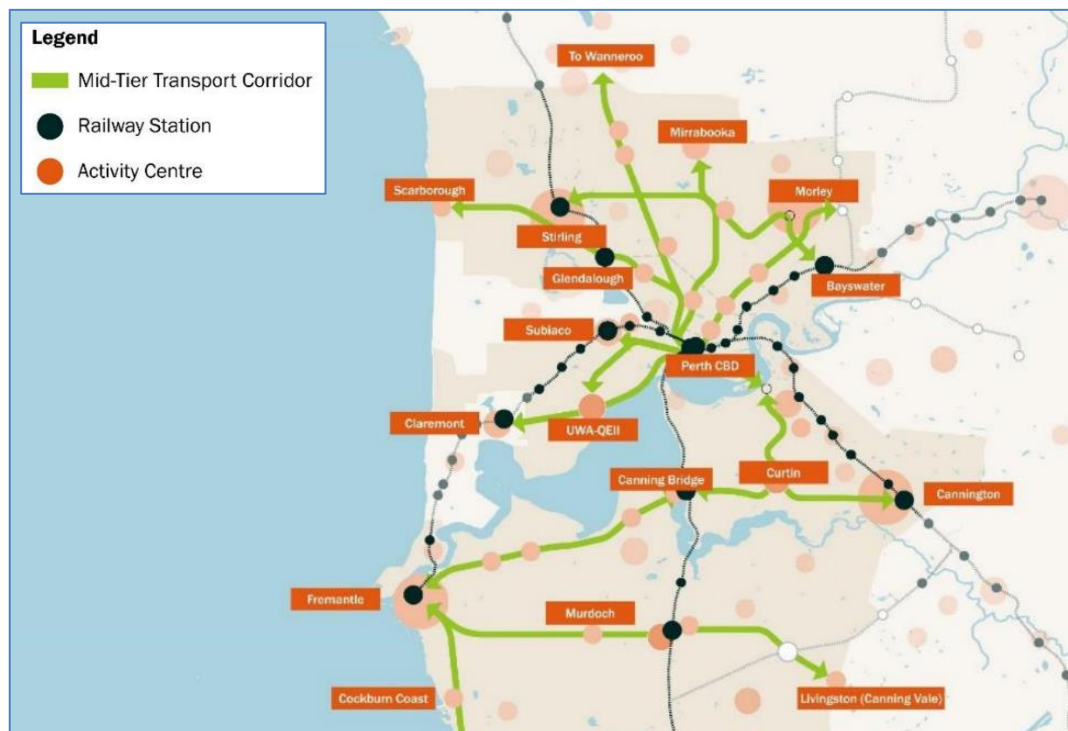 Legend
Mid-Tier Transport Corridor
Railway Station
Activity Centre
To Wanneroo
Mirrabooka
Scarborough
Morley
Stirling
Glendalough
Bayswater
Subiaco
Perth CBD
Claremont
UWA-QEII
Canning Bridge
Curtin
Cannington
Fremantle
Murdoch
Cockburn Coast
Livingston (Canning Vale)